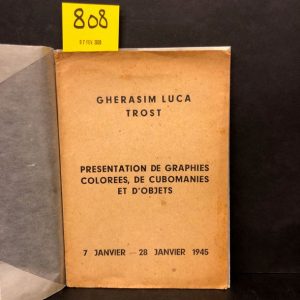 808
GHERASIM LUCA
TROST
PRESENTATION DE GRAPHIES
COLOREES, DE CUBOMANIES
ET D'OBJETS
7 JANVIER — 28 JANVIER 1945